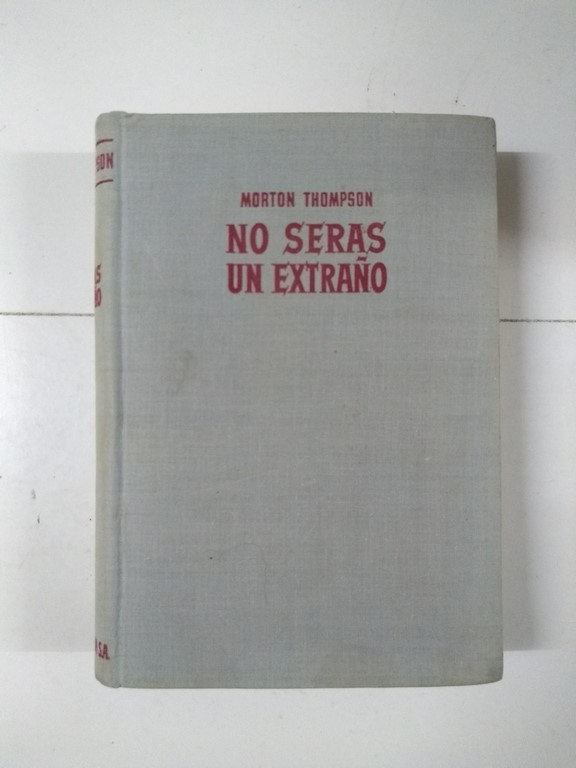 MORTON THOMPSON
NO SERAS
UN EXTRAÑO
S.A.